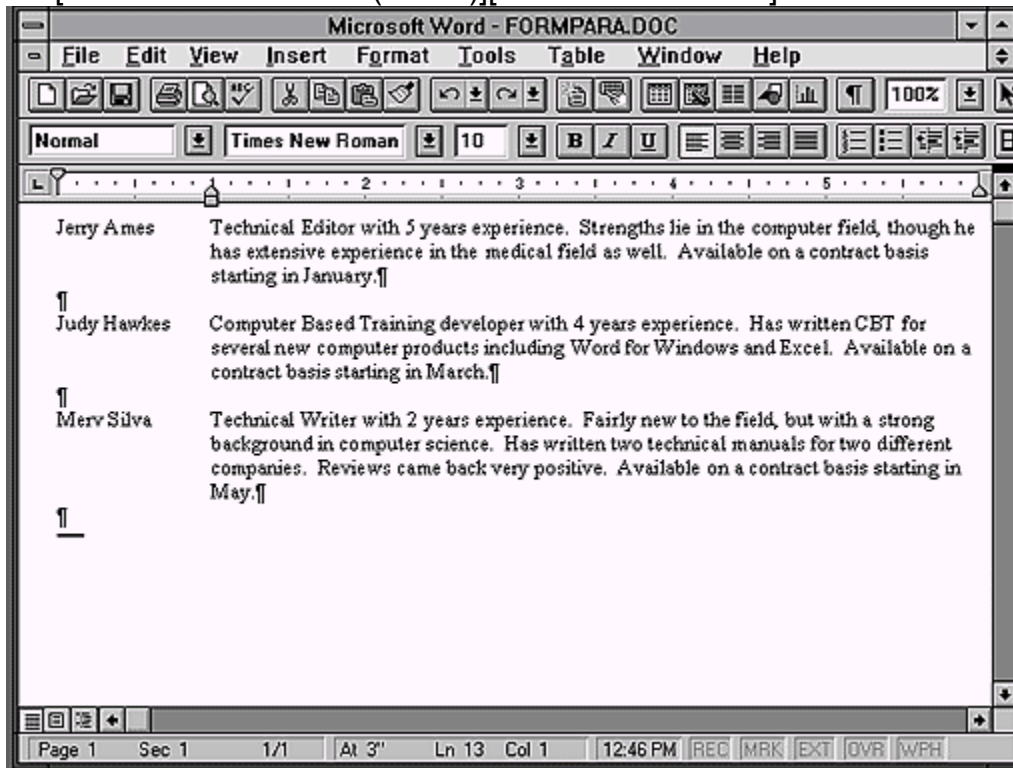 Microsoft Word - FORMPARA.DOC
File Edit View Insert Format Tools Table Window Help
ABC ¶ 100%
Normal Times New Roman 10 B I U
L 1 2 3 4 5
Jerry Ames Technical Editor with 5 years experience. Strengths lie in the computer field, though he
has extensive experience in the medical field as well. Available on a contract basis
starting in January.¶
¶
Judy Hawkes Computer Based Training developer with 4 years experience. Has written CBT for
several new computer products including Word for Windows and Excel. Available on a
contract basis starting in March.¶
¶
Merv Silva Technical Writer with 2 years experience. Fairly new to the field, but with a strong
background in computer science. Has written two technical manuals for two different
companies. Reviews came back very positive. Available on a contract basis starting in
May.¶
¶
Page 1 Sec 1 1/1 At 3" Ln 13 Col 1 12:46 PM REC MRK EXT OVR WPH